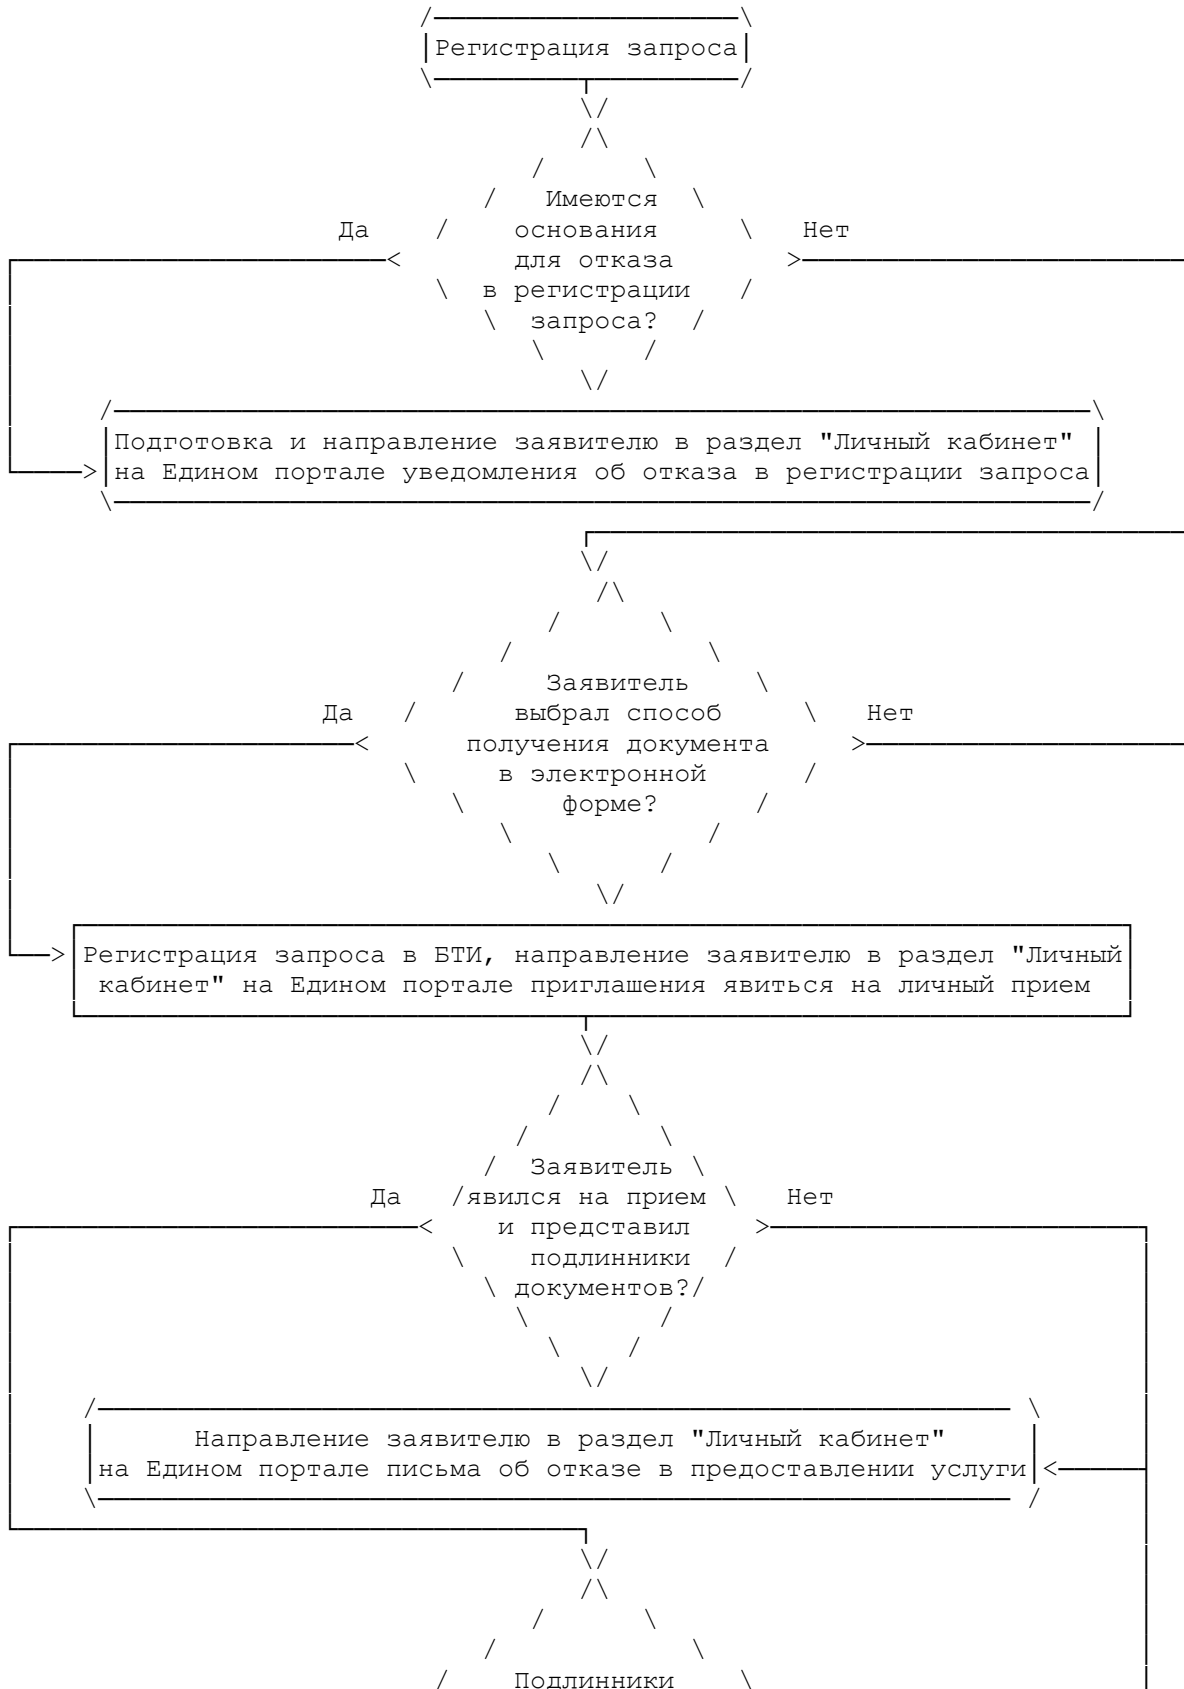 Регистрация запроса
Имеются
Да основания Нет
для отказа
в регистрации
запроса?
Подготовка и направление заявителю в раздел "Личный кабинет"
на Едином портале уведомления об отказа в регистрации запроса
Заявитель
Да выбрал способ Нет
получения документа
в электронной
форме?
Регистрация запроса в БТИ, направление заявителю в раздел "Личный
кабинет" на Едином портале приглашения явиться на личный прием
Заявитель
Да явился на прием Нет
и представил
подлинники
документов?
Направление заявителю в раздел "Личный кабинет"
на Едином портале письма об отказе в предоставлении услуги
Подлинники